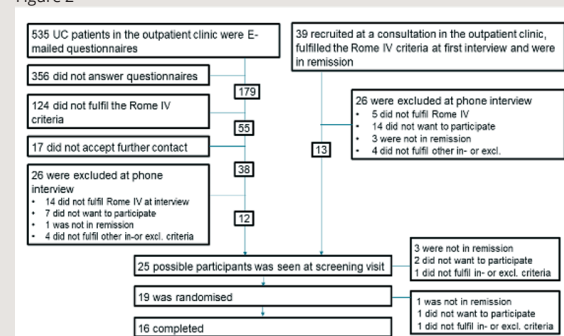 Figure 2
535 UC patients in the outpatient clinic were E-
mailed questionnaires
39 recruited at a consultation in the outpatient clinic,
fulfilled the Rome IV criteria at first interview and were
in remission
356 did not answer questionnaires
179
124 did not fulfil the Rome IV
criteria
55
17 did not accept further contact
38
26 were excluded at phone
interview
• 14 did not fulfil Rome IV at interview
• 7 did not want to participate
• 1 was not in remission
• 4 did not fulfil other in-or excl. criteria
12
26 were excluded at phone interview
• 5 did not fulfil Rome IV
• 14 did not want to participate
• 3 were not in remission
• 4 did not fulfil other in- or excl.
13
25 possible participants was seen at screening visit
3 were not in remission
2 did not want to participate
1 did not fulfil in- or excl. criteria
19 was randomised
1 was not in remission
1 did not want to participate
1 did not fulfil in- or excl. criteria
16 completed